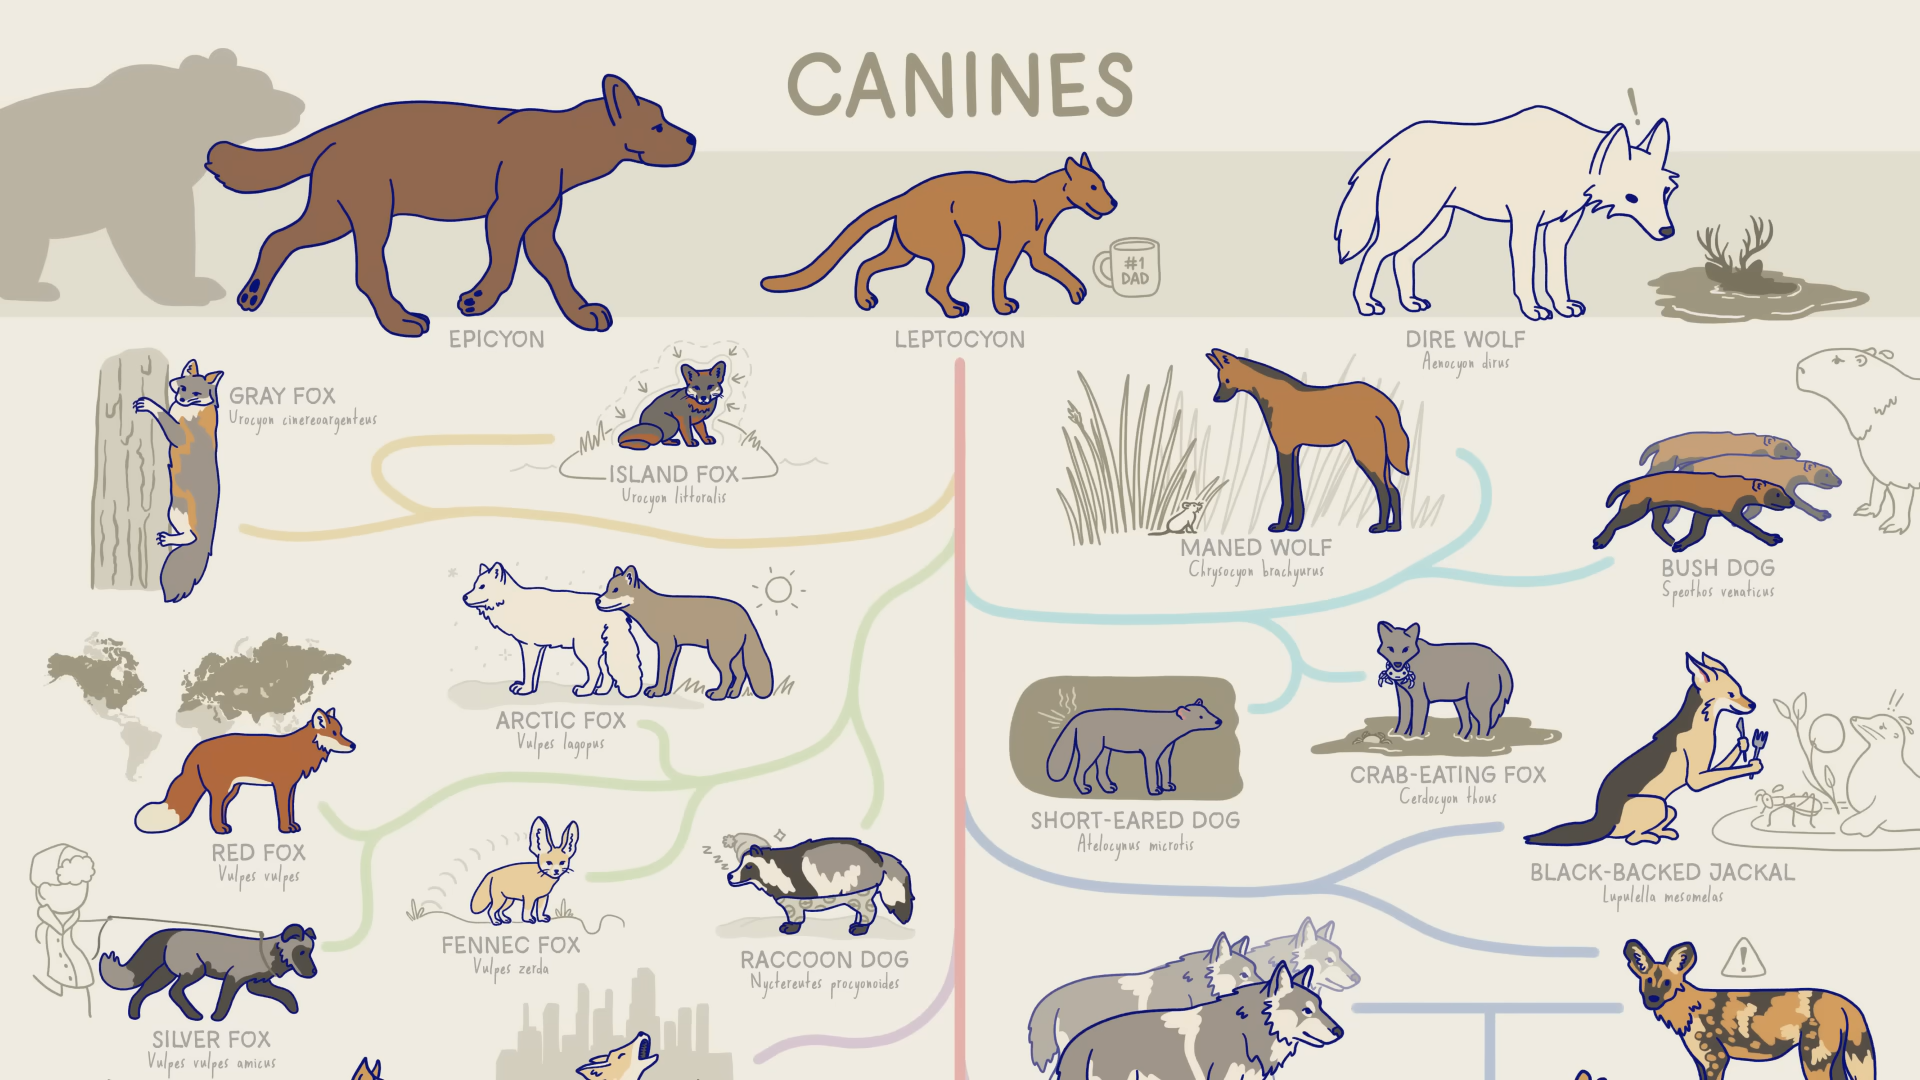 CANINES
#1
DAD
EPICYON
LEPTOCYON
DIRE WOLF
Aenocyon dirus
GRAY FOX
Urocyon cinereoargenteus
ISLAND FOX
Urocyon littoralis
MANED WOLF
Chrysocyon brachyurus
BUSH DOG
Speothos venaticus
ARCTIC FOX
Vulpes lagopus
CRAB-EATING FOX
Cerdocyon thous
SHORT-EARED DOG
Atelocynus microtis
RED FOX
Vulpes vulpes
BLACK-BACKED JACKAL
Lupulella mesomelas
z z z
FENNEC FOX
Vulpes zerda
RACCOON DOG
Nyctereutes procyonoides
SILVER FOX
Vulpes vulpes amicus